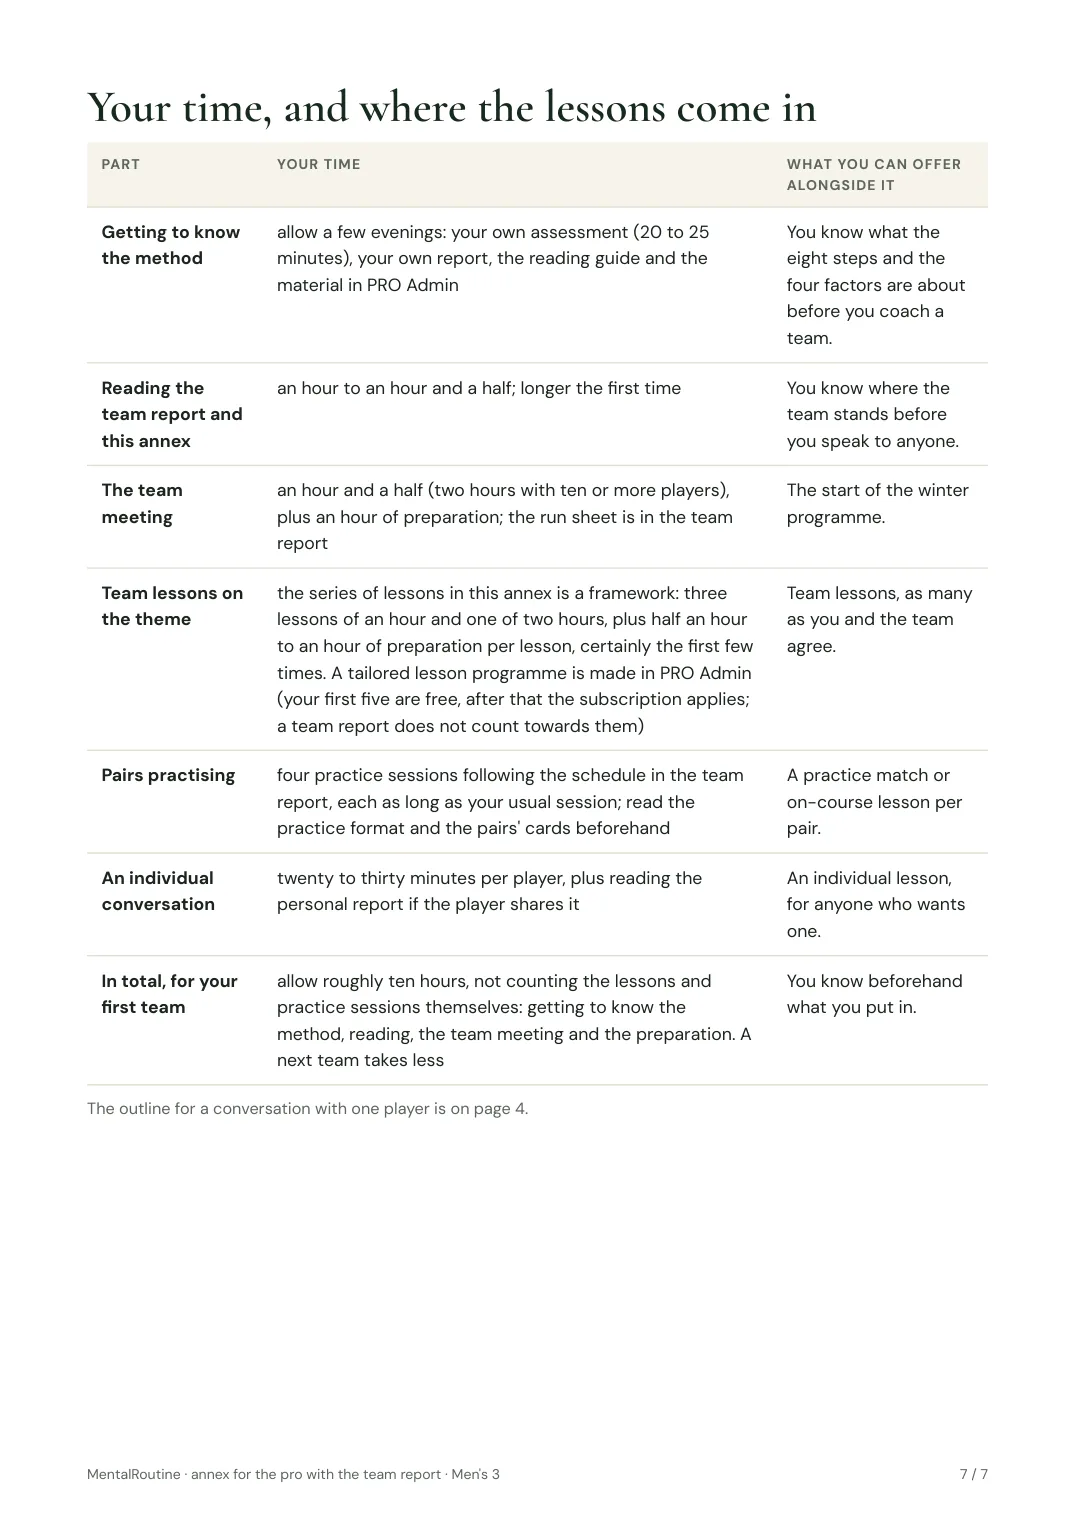 Your time, and where the lessons come in
PART
YOUR TIME
WHAT YOU CAN OFFER
ALONGSIDE IT
Getting to know
the method
allow a few evenings: your own assessment (20 to 25
minutes), your own report, the reading guide and the
material in PRO Admin
You know what the
eight steps and the
four factors are about
before you coach a
team.
Reading the
team report and
this annex
an hour to an hour and a half; longer the first time
You know where the
team stands before
you speak to anyone.
The team
meeting
an hour and a half (two hours with ten or more players),
plus an hour of preparation; the run sheet is in the team
report
The start of the winter
programme.
Team lessons on
the theme
the series of lessons in this annex is a framework: three
lessons of an hour and one of two hours, plus half an hour
to an hour of preparation per lesson, certainly the first few
times. A tailored lesson programme is made in PRO Admin
(your first five are free, after that the subscription applies;
a team report does not count towards them)
Team lessons, as many
as you and the team
agree.
Pairs practising
four practice sessions following the schedule in the team
report, each as long as your usual session; read the
practice format and the pairs' cards beforehand
A practice match or
on-course lesson per
pair.
An individual
conversation
twenty to thirty minutes per player, plus reading the
personal report if the player shares it
An individual lesson,
for anyone who wants
one.
In total, for your
first team
allow roughly ten hours, not counting the lessons and
practice sessions themselves: getting to know the
method, reading, the team meeting and the preparation. A
next team takes less
You know beforehand
what you put in.
The outline for a conversation with one player is on page 4.
MentalRoutine · annex for the pro with the team report · Men's 3
7 / 7